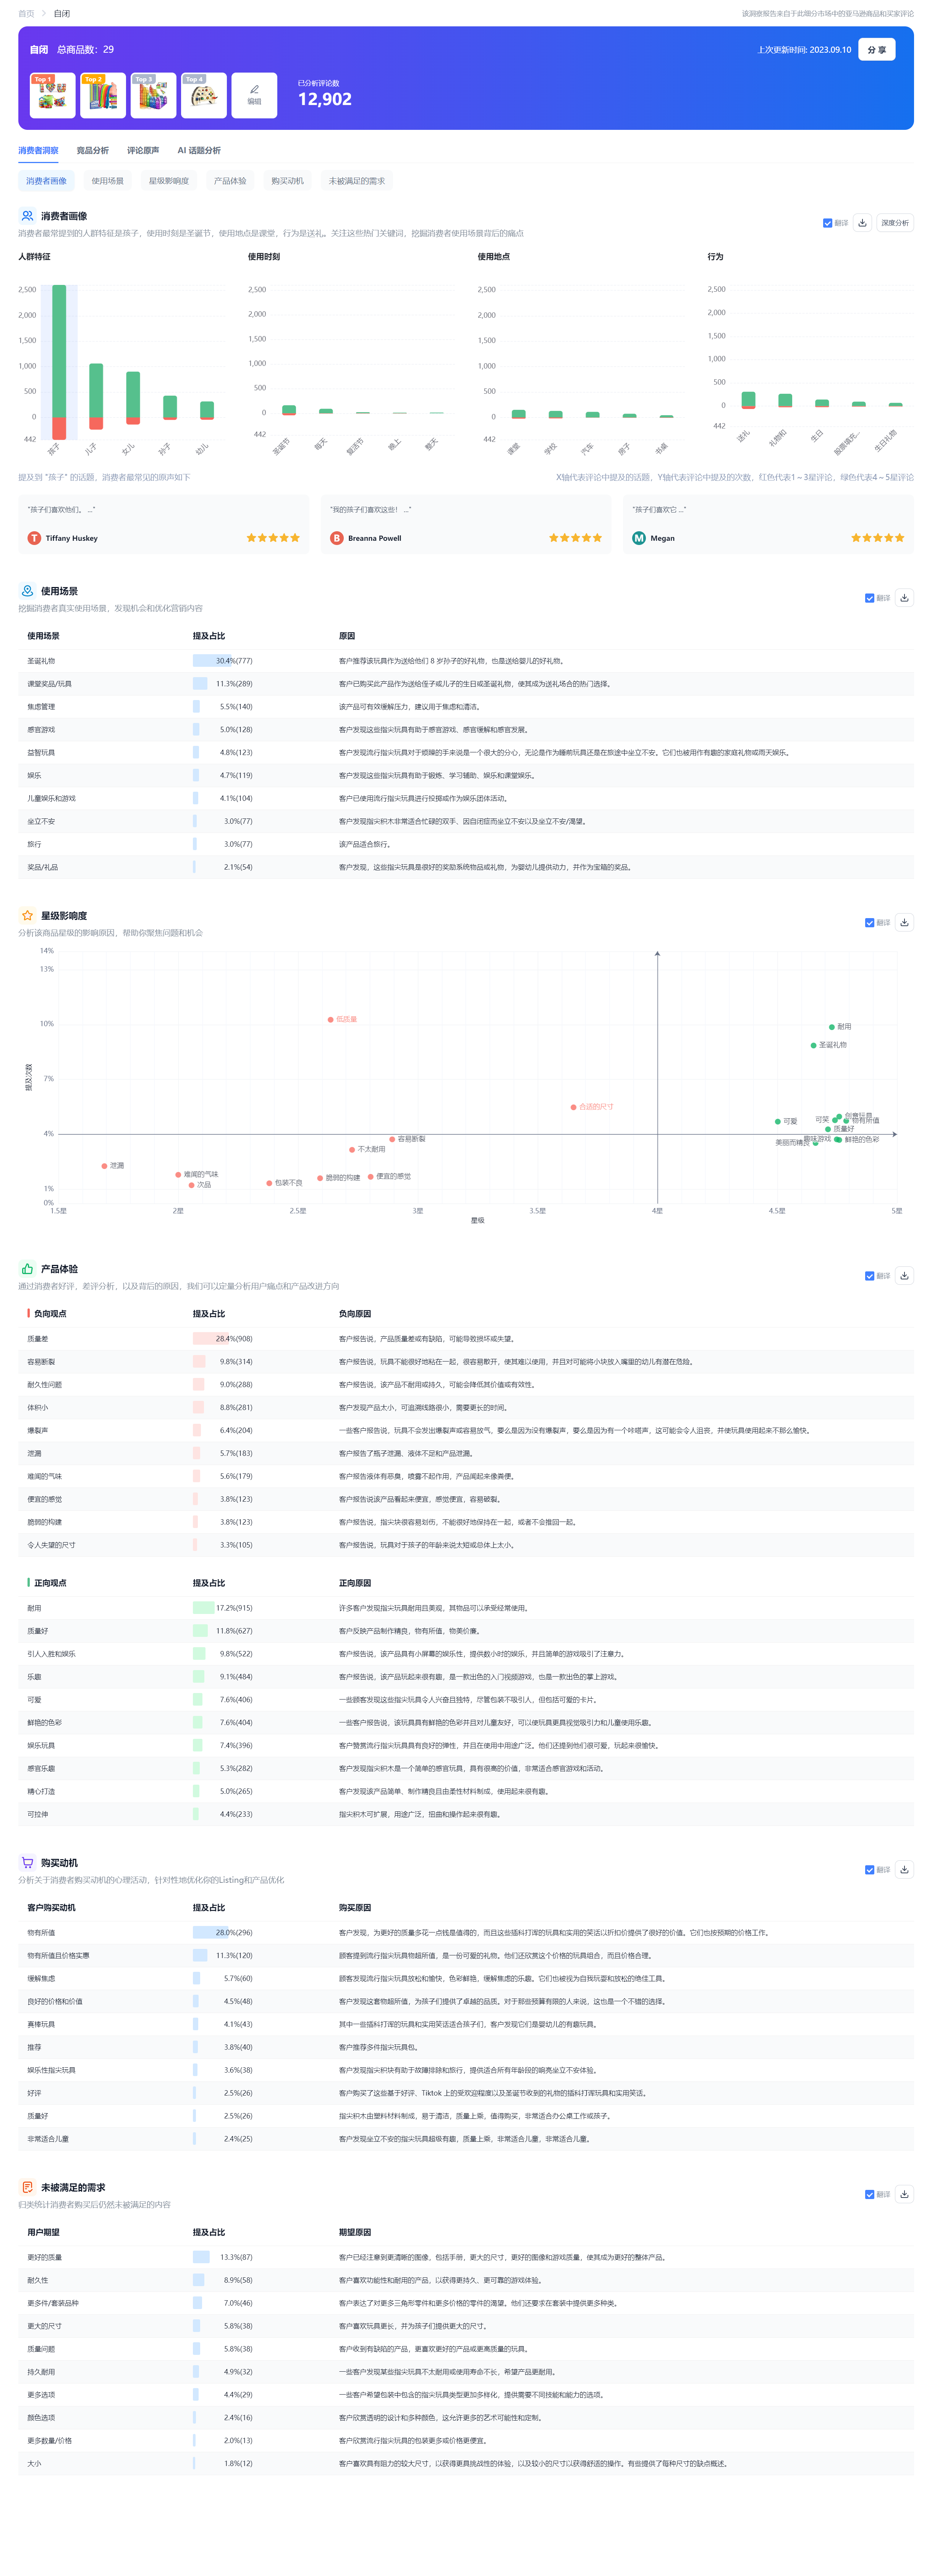 首页 > 自闭
该洞察报告来自于此细分市场中的亚马逊商品和买家评论
自闭 总商品数：29
上次更新时间: 2023.09.10
分 享
Top 1
Top 2
Top 3
Top 4
编辑
已分析评论数
12,902
消费者洞察 竞品分析 评论原声 AI 话题分析
消费者画像 使用场景 星级影响度 产品体验 购买动机 未被满足的需求
消费者画像
翻译 深度分析
消费者最常提到的人群特征是孩子，使用时刻是圣诞节，使用地点是课堂，行为是送礼。关注这些热门关键词，挖掘消费者使用场景背后的痛点
人群特征
2,500
2,000
1,500
1,000
500
0
442
孩子 儿子 女儿 孙子 幼儿
使用时刻
2,500
2,000
1,500
1,000
500
0
442
圣诞节 每天 复活节 晚上 整天
使用地点
2,500
2,000
1,500
1,000
500
0
442
课堂 学校 汽车 房子 书桌
行为
2,500
2,000
1,500
1,000
500
0
442
送礼 礼物和 生日 股票填充... 生日礼物
提及到 "孩子" 的话题，消费者最常见的原声如下
X轴代表评论中提及的话题，Y轴代表评论中提及的次数，红色代表1～3星评论，绿色代表4～5星评论
"孩子们喜欢他们。 ..."
T Tiffany Huskey
"我的孩子们喜欢这些！ ..."
B Breanna Powell
"孩子们喜欢它 ..."
M Megan
使用场景
翻译
挖掘消费者真实使用场景，发现机会和优化营销内容
使用场景 提及占比 原因
圣诞礼物 30.4%(777) 客户推荐该玩具作为送给他们 8 岁孙子的好礼物，也是送给婴儿的好礼物。
课堂奖品/玩具 11.3%(289) 客户已购买此产品作为送给侄子或儿子的生日或圣诞礼物，使其成为送礼场合的热门选择。
焦虑管理 5.5%(140) 该产品可有效缓解压力，建议用于焦虑和清洁。
感官游戏 5.0%(128) 客户发现这些指尖玩具有助于感官游戏、感官缓解和感官发展。
益智玩具 4.8%(123) 客户发现流行指尖玩具对于烦躁的手来说是一个很大的分心，无论是作为睡前玩具还是在旅途中坐立不安。它们也被用作有趣的家庭礼物或雨天娱乐。
娱乐 4.7%(119) 客户发现这些指尖玩具有助于锻炼、学习辅助、娱乐和课堂娱乐。
儿童娱乐和游戏 4.1%(104) 客户已使用流行指尖玩具进行投掷或作为娱乐团体活动。
坐立不安 3.0%(77) 客户发现指尖积木非常适合忙碌的双手、因自闭症而坐立不安以及坐立不安/渴望。
旅行 3.0%(77) 该产品适合旅行。
奖品/礼品 2.1%(54) 客户发现，这些指尖玩具是很好的奖励系统物品或礼物，为婴幼儿提供动力，并作为宝箱的奖品。
星级影响度
翻译
分析该商品星级的影响原因，帮助你聚焦问题和机会
提及次数
14%
13%
10%
7%
4%
1%
0%
低质量
合适的尺寸
容易断裂
不太耐用
泄漏
难闻的气味
次品
包装不良
脆弱的构建
便宜的感觉
耐用
圣诞礼物
可爱
可笑
创意玩具
物有所值
质量好
趣味游戏
美丽而精良
鲜艳的色彩
1.5星 2星 2.5星 3星 3.5星 4星 4.5星 5星
星级
产品体验
翻译
通过消费者好评，差评分析，以及背后的原因，我们可以定量分析用户痛点和产品改进方向
负向观点 提及占比 负向原因
质量差 28.4%(908) 客户报告说，产品质量差或有缺陷，可能导致损坏或失望。
容易断裂 9.8%(314) 客户报告说，玩具不能很好地粘在一起，很容易散开，使其难以使用，并且对可能将小块放入嘴里的幼儿有潜在危险。
耐久性问题 9.0%(288) 客户报告说，该产品不耐用或持久，可能会降低其价值或有效性。
体积小 8.8%(281) 客户发现产品太小，可追溯线路很小，需要更长的时间。
爆裂声 6.4%(204) 一些客户报告说，玩具不会发出爆裂声或容易放气，要么是因为没有爆裂声，要么是因为有一个咔嗒声，这可能会令人沮丧，并使玩具使用起来不那么愉快。
泄漏 5.7%(183) 客户报告了瓶子泄漏、液体不足和产品泄漏。
难闻的气味 5.6%(179) 客户报告液体有恶臭，喷雾不起作用，产品闻起来像粪便。
便宜的感觉 3.8%(123) 客户报告说该产品看起来便宜，感觉便宜，容易破裂。
脆弱的构建 3.8%(123) 客户报告说，指尖块很容易划伤，不能很好地保持在一起，或者不会推回一起。
令人失望的尺寸 3.3%(105) 客户报告说，玩具对于孩子的年龄来说太短或总体上太小。
正向观点 提及占比 正向原因
耐用 17.2%(915) 许多客户发现指尖玩具耐用且美观，其物品可以承受经常使用。
质量好 11.8%(627) 客户反映产品制作精良，物有所值，物美价廉。
引人入胜和娱乐 9.8%(522) 客户报告说，该产品具有小屏幕的娱乐性，提供数小时的娱乐，并且简单的游戏吸引了注意力。
乐趣 9.1%(484) 客户报告说，该产品玩起来很有趣，是一款出色的入门视频游戏，也是一款出色的掌上游戏。
可爱 7.6%(406) 一些顾客发现这些指尖玩具令人兴奋且独特，尽管包装不吸引人，但包括可爱的卡片。
鲜艳的色彩 7.6%(404) 一些客户报告说，该玩具具有鲜艳的色彩并且对儿童友好，可以使玩具更具视觉吸引力和儿童使用乐趣。
娱乐玩具 7.4%(396) 客户赞赏流行指尖玩具具有良好的弹性，并且在使用中用途广泛。他们还提到他们很可爱，玩起来很愉快。
感官乐趣 5.3%(282) 客户发现指尖积木是一个简单的感官玩具，具有很高的价值，非常适合感官游戏和活动。
精心打造 5.0%(265) 客户发现该产品简单，制作精良且由柔性材料制成，使用起来很有趣。
可拉伸 4.4%(233) 指尖积木可扩展，用途广泛，扭曲和操作起来很有趣。
购买动机
翻译
分析关于消费者购买动机的心理活动，针对性地优化你的Listing和产品优化
客户购买动机 提及占比 购买原因
物有所值 28.0%(296) 客户发现，为更好的质量多花一点钱是值得的，而且这些插科打诨的玩具和实用的笑话以折扣价提供了很好的价值。它们也按预期的价格工作。
物有所值且价格实惠 11.3%(120) 顾客提到流行指尖玩具物超所值，是一份可爱的礼物。他们还欣赏这个价格的玩具组合，而且价格合理。
缓解焦虑 5.7%(60) 顾客发现流行指尖玩具放松和愉快，色彩鲜艳，缓解焦虑的乐趣。它们也被视为自我玩耍和放松的绝佳工具。
良好的价格和价值 4.5%(48) 客户发现这套物超所值，为孩子们提供了卓越的品质。对于那些预算有限的人来说，这也是一个不错的选择。
真棒玩具 4.1%(43) 其中一些插科打诨的玩具和实用笑话适合孩子们，客户发现它们是婴幼儿的有趣玩具。
推荐 3.8%(40) 客户推荐多件指尖玩具包。
娱乐性指尖玩具 3.6%(38) 客户发现指尖积块有助于故障排除和旅行，提供适合所有年龄段的响亮坐立不安体验。
好评 2.5%(26) 客户购买了这些基于好评、Tiktok 上的受欢迎程度以及圣诞节收到的礼物的插科打诨玩具和实用笑话。
质量好 2.5%(26) 指尖积木由塑料材料制成，易于清洁，质量上乘，值得购买，非常适合办公桌工作或孩子。
非常适合儿童 2.4%(25) 客户发现坐立不安的指尖玩具超级有趣，质量上乘，非常适合儿童，非常适合儿童。
未被满足的需求
翻译
归类统计消费者购买后仍然未被满足的内容
用户期望 提及占比 期望原因
更好的质量 13.3%(87) 客户已经注意到更清晰的图像，包括手册，更大的尺寸，更好的图像和游戏质量，使其成为更好的整体产品。
耐久性 8.9%(58) 客户喜欢功能性和耐用的产品，以获得更持久、更可靠的游戏体验。
更多件/套装品种 7.0%(46) 客户表达了对更多三角形零件和更多价格的零件的渴望。他们还要求在套装中提供更多种类。
更大的尺寸 5.8%(38) 客户喜欢玩具更长，并为孩子们提供更大的尺寸。
质量问题 5.8%(38) 客户收到有缺陷的产品，更喜欢更好的产品或更高质量的玩具。
持久耐用 4.9%(32) 一些客户发现某些指尖玩具不太耐用或使用寿命不长，希望产品更耐用。
更多选项 4.4%(29) 一些客户希望包装中包含的指尖玩具类型更加多样化，提供需要不同技能和能力的选项。
颜色选项 2.4%(16) 客户欣赏透明的设计和多种颜色，这允许更多的艺术可能性和定制。
更多数量/价格 2.0%(13) 客户欣赏流行指尖玩具的包装更多或价格更便宜。
大小 1.8%(12) 客户喜欢具有阻力的较大尺寸，以获得更具挑战性的体验，以及较小的尺寸以获得舒适的操作。有些提供了每种尺寸的缺点概述。